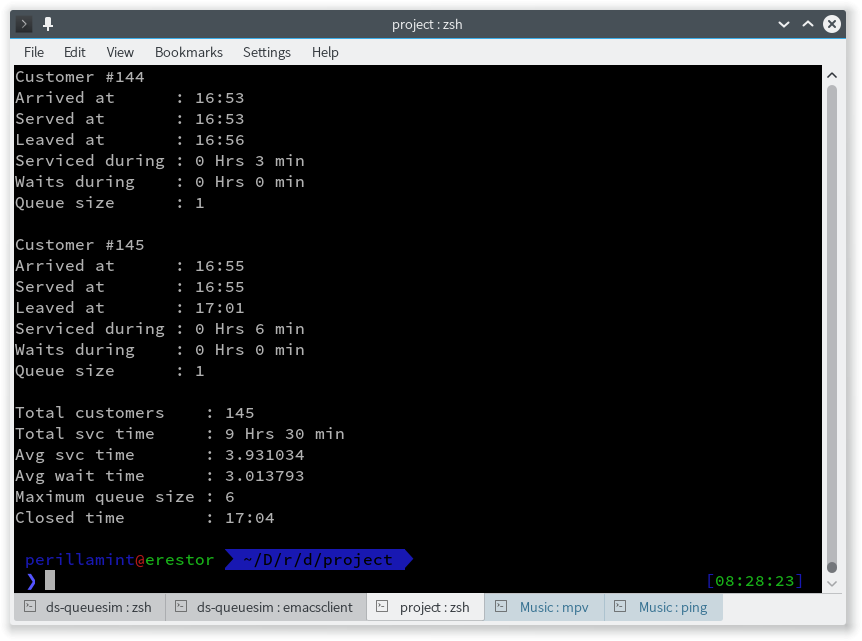 project : zsh
File Edit View Bookmarks Settings Help
Customer #144
Arrived at      : 16:53
Served at       : 16:53
Leaved at       : 16:56
Serviced during : 0 Hrs 3 min
Waits during    : 0 Hrs 0 min
Queue size      : 1
Customer #145
Arrived at      : 16:55
Served at       : 16:55
Leaved at       : 17:01
Serviced during : 0 Hrs 6 min
Waits during    : 0 Hrs 0 min
Queue size      : 1
Total customers    : 145
Total svc time     : 9 Hrs 30 min
Avg svc time       : 3.931034
Avg wait time      : 3.013793
Maximum queue size : 6
Closed time        : 17:04
perillamint@erestor ~/D/r/d/project
❯ [08:28:23]
ds-queuesim : zsh ds-queuesim : emacsclient project : zsh Music : mpv Music : ping